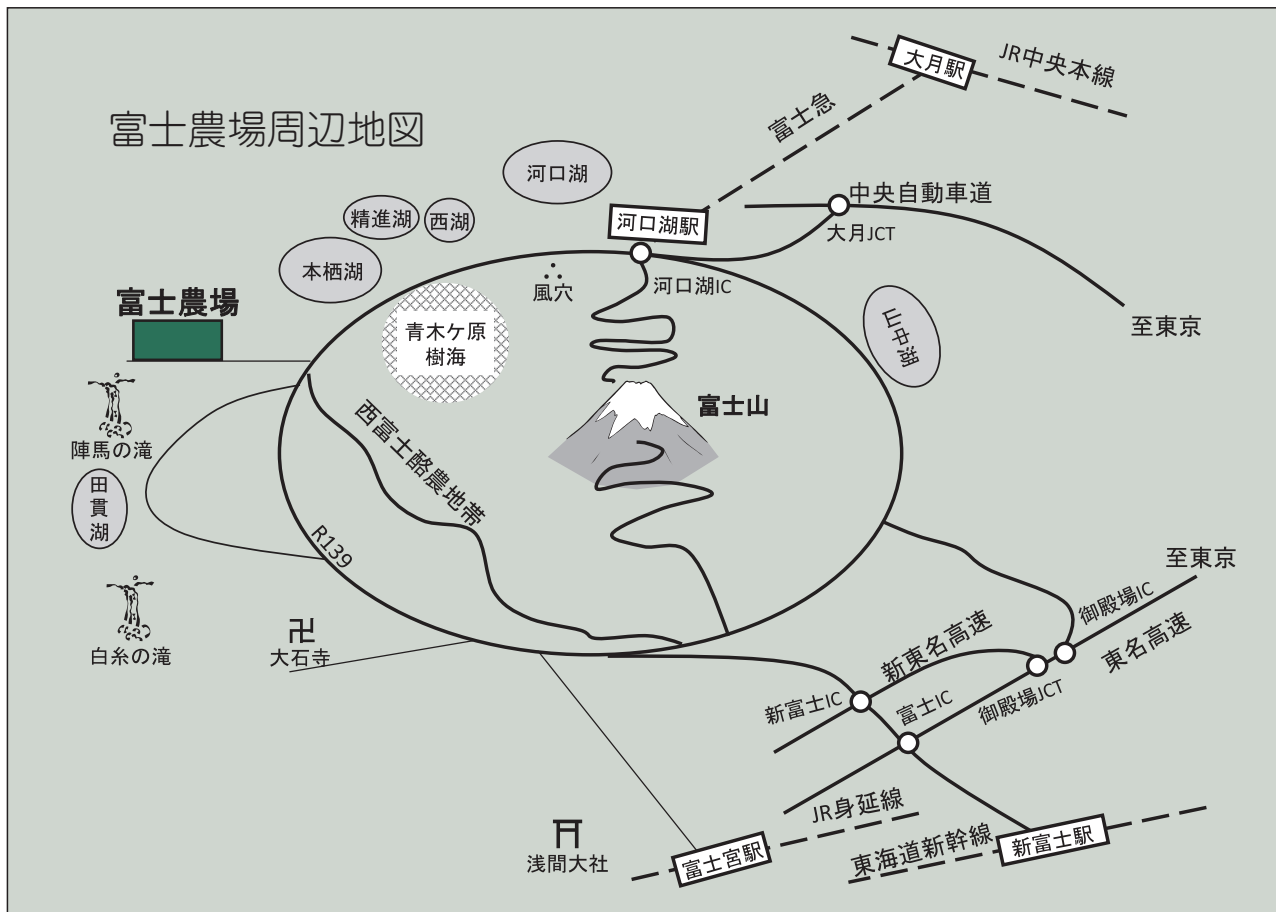 富士農場周辺地図
大月駅
JR中央本線
富士急
河口湖
中央自動車道
河口湖駅
大月JCT
精進湖
西湖
本栖湖
風穴
河口湖IC
至東京
山中湖
富士農場
青木ケ原
樹海
富士山
陣馬の滝
西富士酪農地帯
田
貫
湖
R139
白糸の滝
大石寺
至東京
御殿場IC
東名高速
新東名高速
御殿場JCT
新富士IC
富士IC
JR身延線
浅間大社
富士宮駅
東海道新幹線
新富士駅